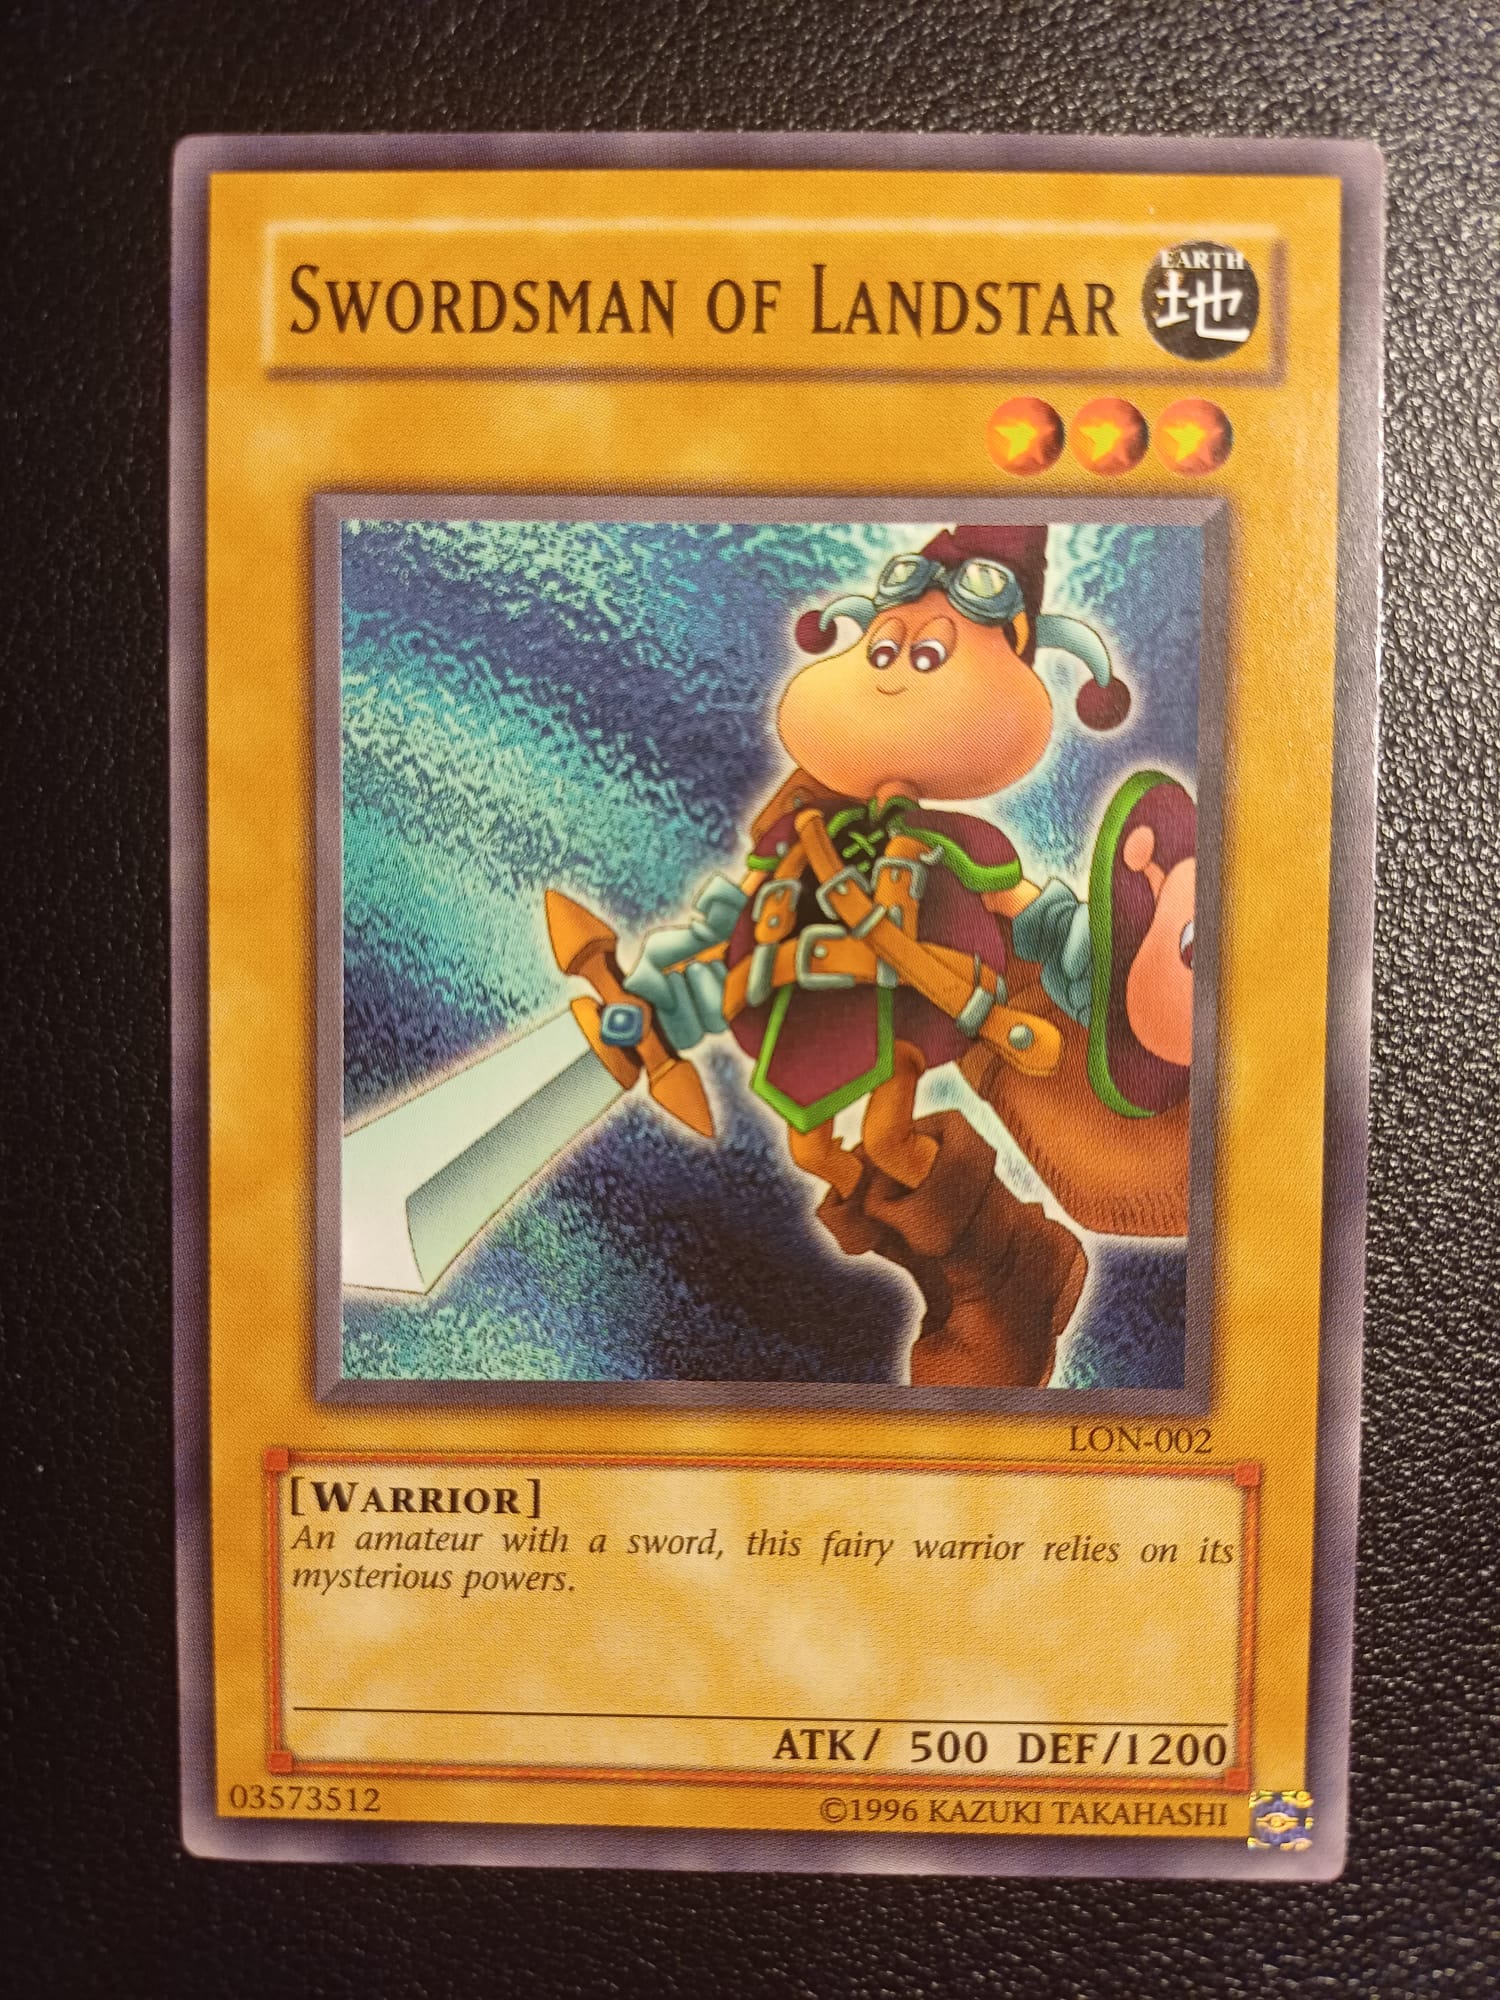 SWORDSMAN OF LANDSTAR
EARTH
地
LON-002
[WARRIOR]
An amateur with a sword, this fairy warrior relies on its
mysterious powers.
ATK/ 500 DEF/1200
03573512
©1996 KAZUKI TAKAHASHI